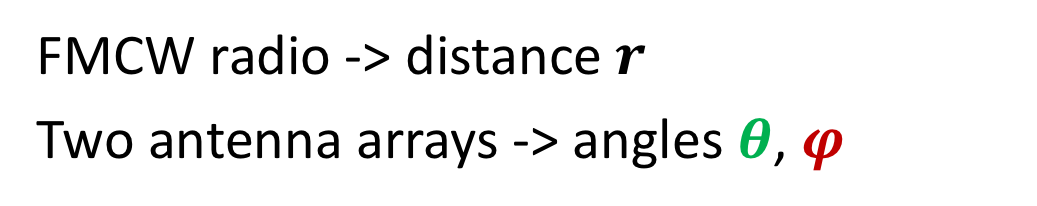 FMCW radio -> distance r
Two antenna arrays -> angles θ, φ